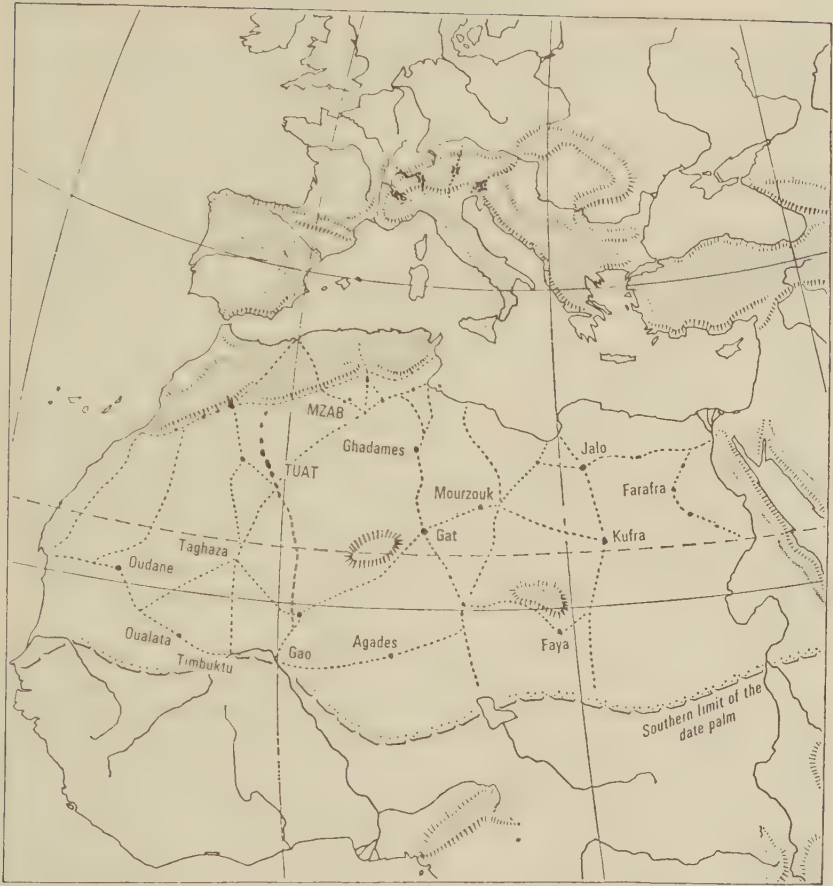 MZAB
Ghadames
Jalo
TUAT
Mourzouk
Farafra
Gat
Kufra
Taghaza
Oudane
Oualata
Timbuktu
Gao
Agades
Faya
Southern limit of the
date palm